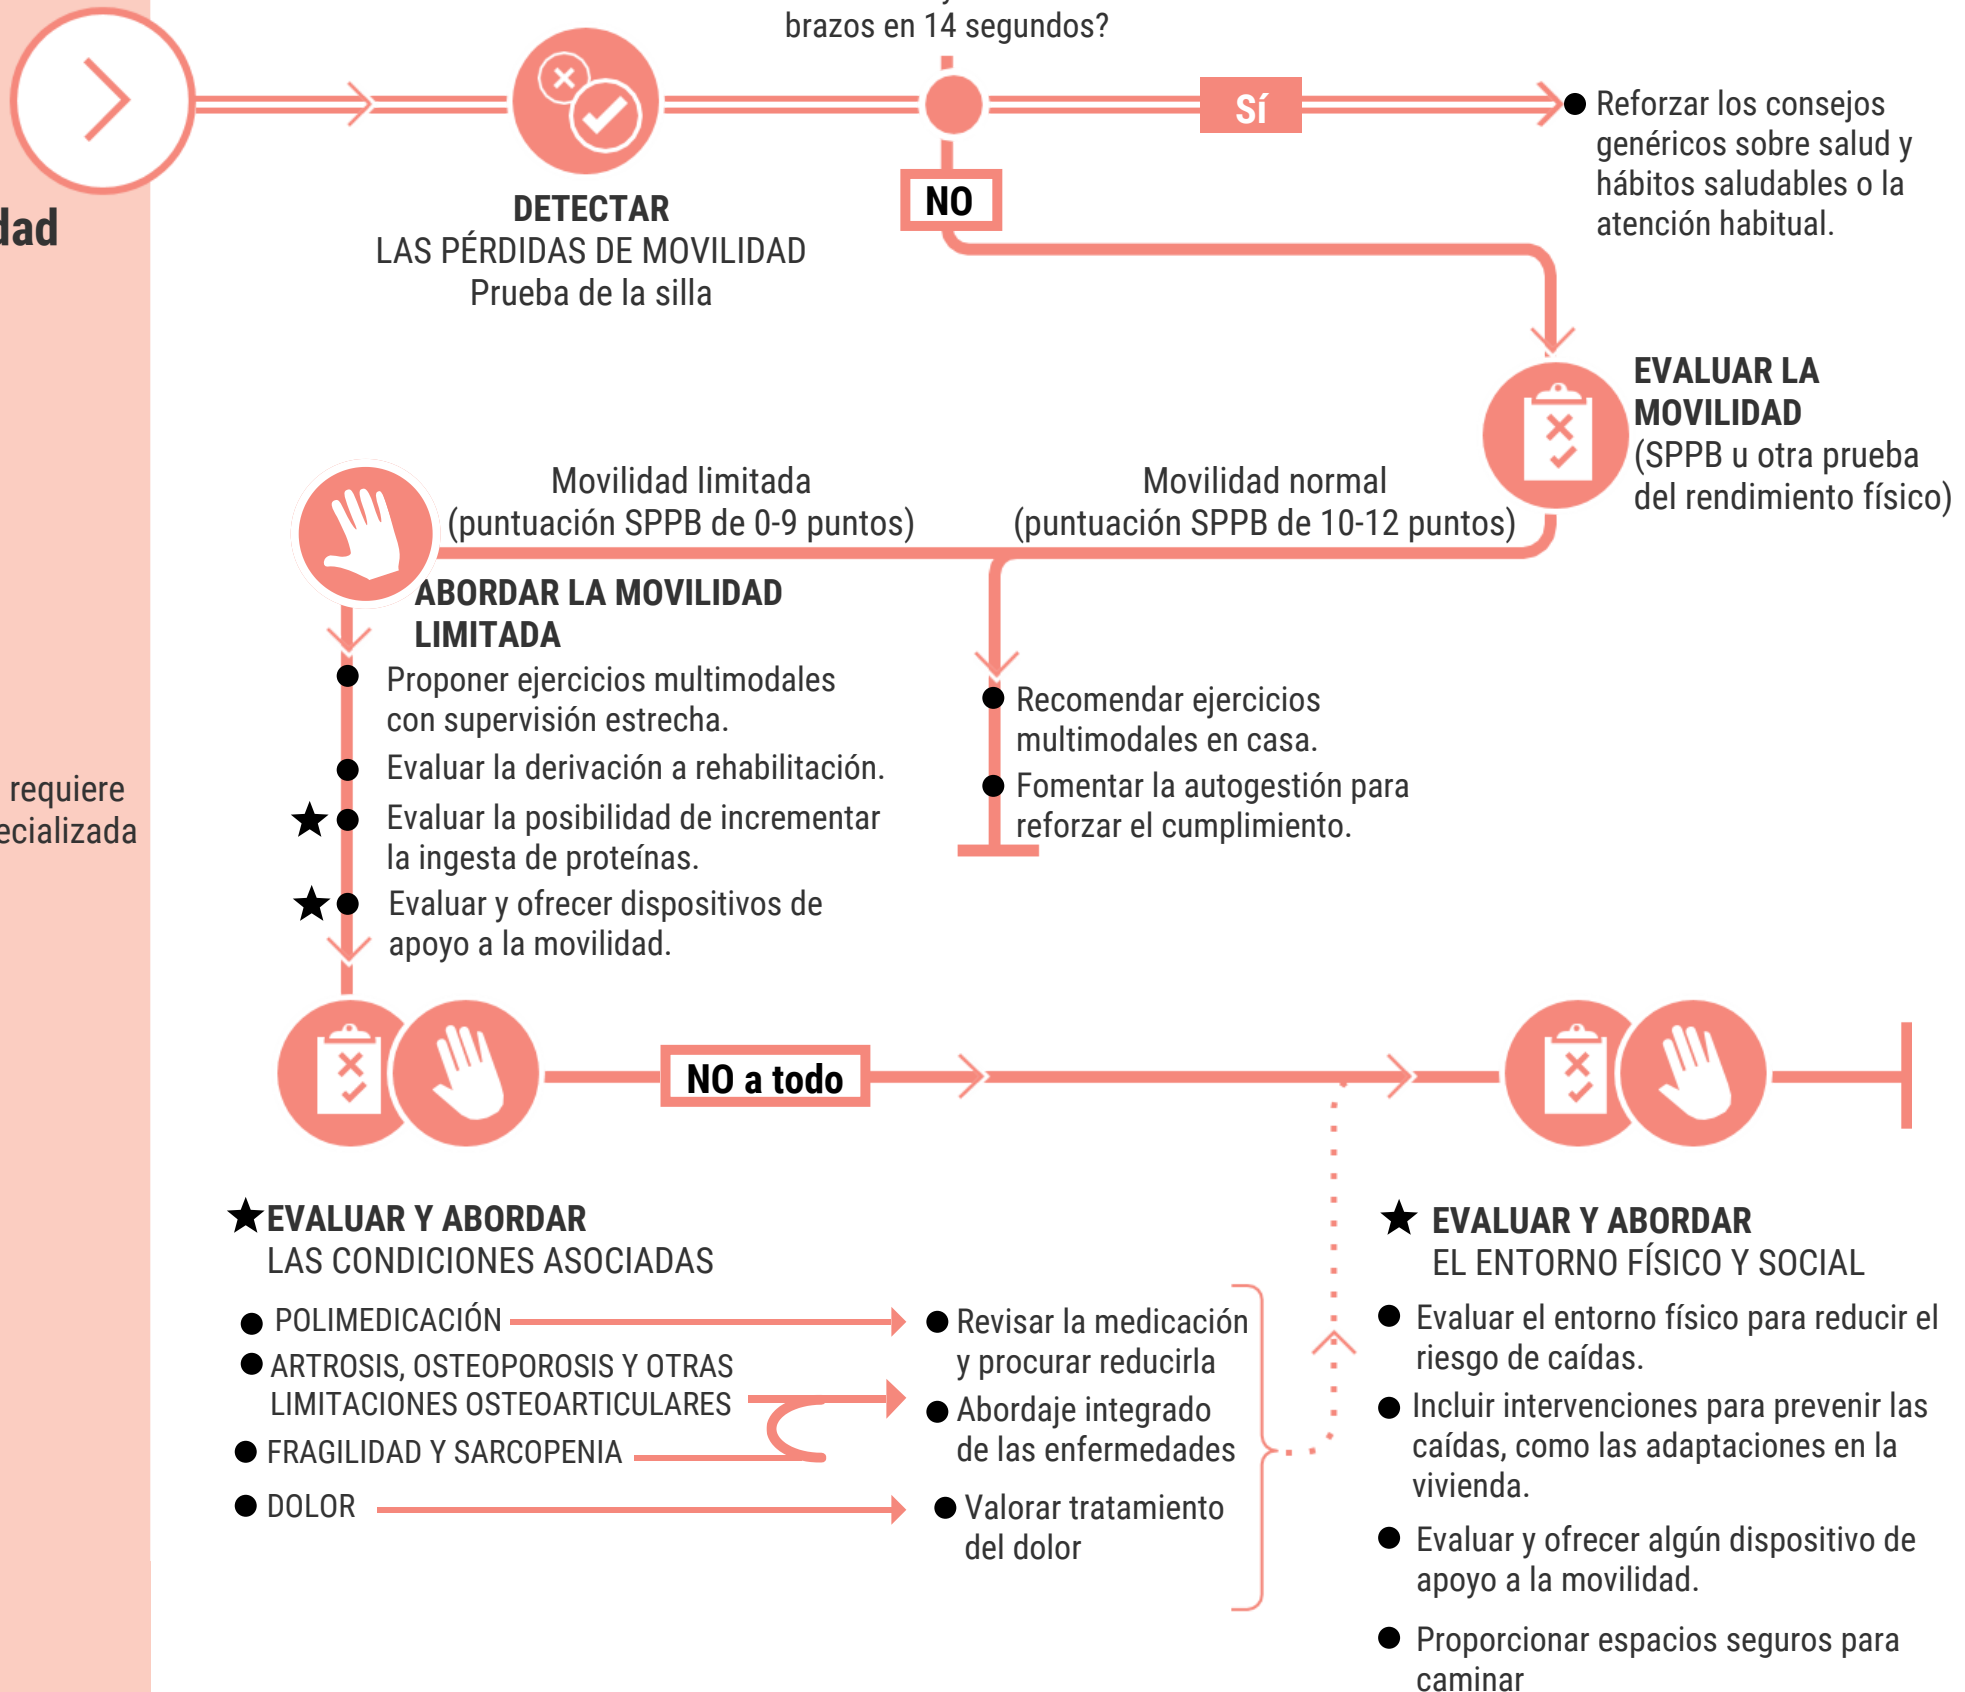 brazos en 14 segundos?
Sí
Reforzar los consejos
genéricos sobre salud y
hábitos saludables o la
atención habitual.
NO
DETECTAR
LAS PÉRDIDAS DE MOVILIDAD
Prueba de la silla
dad
EVALUAR LA
MOVILIDAD
(SPPB u otra prueba
del rendimiento físico)
Movilidad limitada
(puntuación SPPB de 0-9 puntos)
Movilidad normal
(puntuación SPPB de 10-12 puntos)
ABORDAR LA MOVILIDAD
LIMITADA
Proponer ejercicios multimodales
con supervisión estrecha.
Evaluar la derivación a rehabilitación.
Evaluar la posibilidad de incrementar
la ingesta de proteínas.
Evaluar y ofrecer dispositivos de
apoyo a la movilidad.
Recomendar ejercicios
multimodales en casa.
Fomentar la autogestión para
reforzar el cumplimiento.
requiere
ecializada
NO a todo
EVALUAR Y ABORDAR
LAS CONDICIONES ASOCIADAS
POLIMEDICACIÓN
ARTROSIS, OSTEOPOROSIS Y OTRAS
LIMITACIONES OSTEOARTICULARES
FRAGILIDAD Y SARCOPENIA
DOLOR
Revisar la medicación
y procurar reducirla
Abordaje integrado
de las enfermedades
Valorar tratamiento
del dolor
EVALUAR Y ABORDAR
EL ENTORNO FÍSICO Y SOCIAL
Evaluar el entorno físico para reducir el
riesgo de caídas.
Incluir intervenciones para prevenir las
caídas, como las adaptaciones en la
vivienda.
Evaluar y ofrecer algún dispositivo de
apoyo a la movilidad.
Proporcionar espacios seguros para
caminar